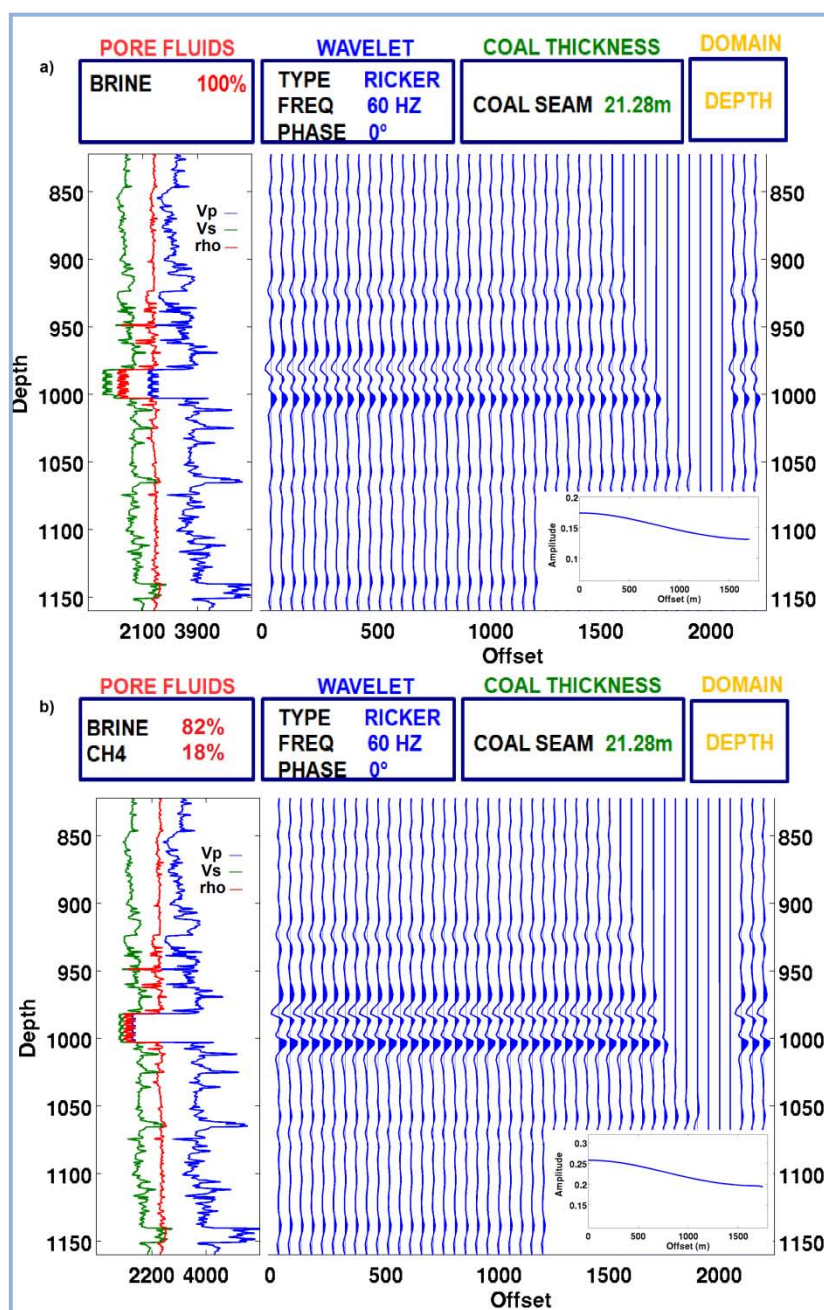 a)
PORE FLUIDS WAVELET COAL THICKNESS DOMAIN
BRINE 100%
TYPE RICKER
FREQ 60 HZ
PHASE 0º
COAL SEAM 21.28m
DEPTH
Vp
Vs
rho
Depth
850
900
950
1000
1050
1100
1150
2100 3900
850
900
950
1000
1050
1100
1150
0 500 1000 1500 2000
Offset
Amplitude
0.2
0.15
0.1
0 500 1000 1500
Offset (m)
b)
PORE FLUIDS WAVELET COAL THICKNESS DOMAIN
BRINE 82%
CH4 18%
TYPE RICKER
FREQ 60 HZ
PHASE 0º
COAL SEAM 21.28m
DEPTH
Vp
Vs
rho
Depth
850
900
950
1000
1050
1100
1150
2200 4000
850
900
950
1000
1050
1100
1150
0 500 1000 1500 2000
Offset
Amplitude
0.3
0.25
0.2
0.15
0 500 1000 1500
Offset (m)